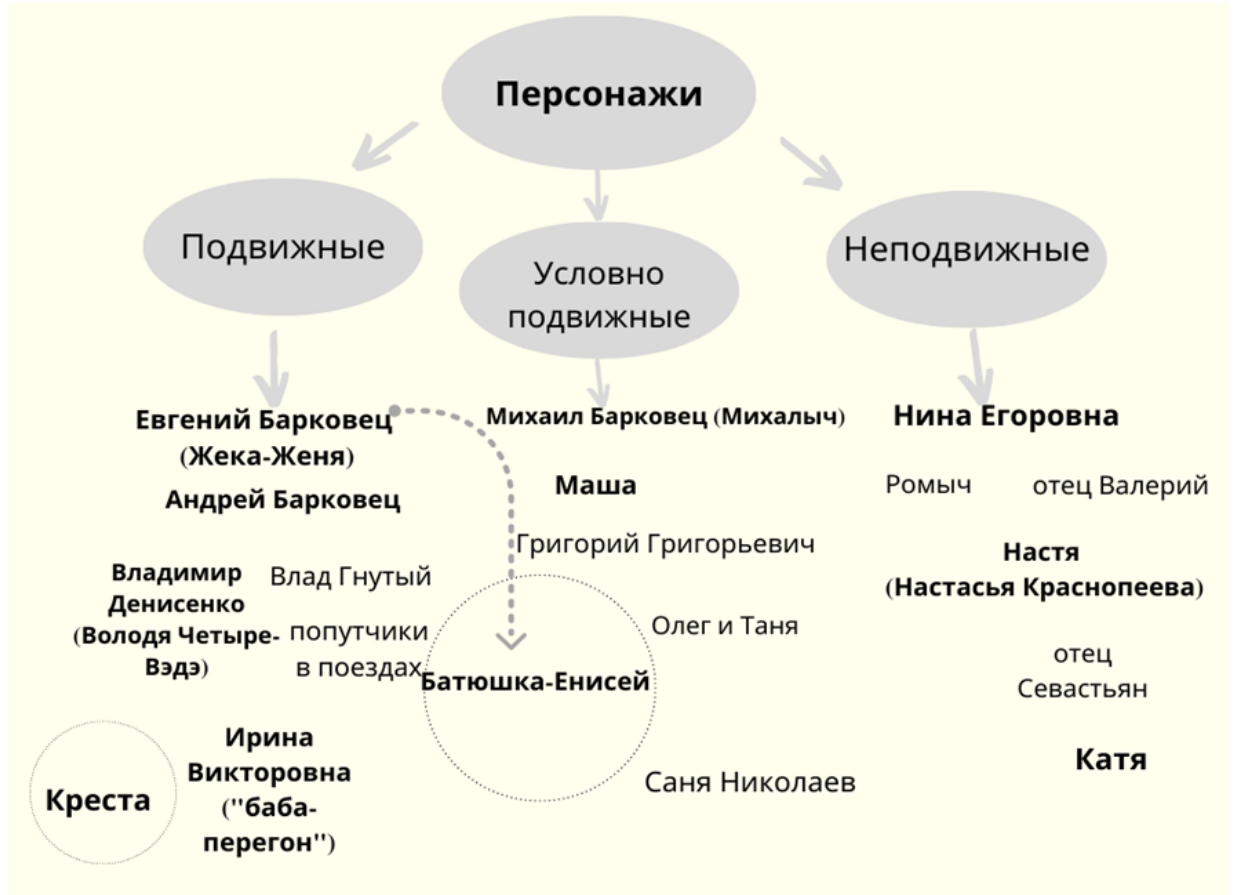 Персонажи
Подвижные
Условно
подвижные
Неподвижные
Евгений Барковец
(Жека-Женя)
Андрей Барковец
Владимир
Денисенко
(Володя Четыре-
Вэдэ)
Влад Гнутый
попутчики
в поездах
Креста
Ирина
Викторовна
("баба-
перегон")
Михаил Барковец (Михалыч)
Маша
Григорий Григорьевич
Олег и Таня
Батюшка-Енисей
Саня Николаев
Нина Егоровна
Ромыч
отец Валерий
Настя
(Настасья Краснопеева)
отец
Севастьян
Катя